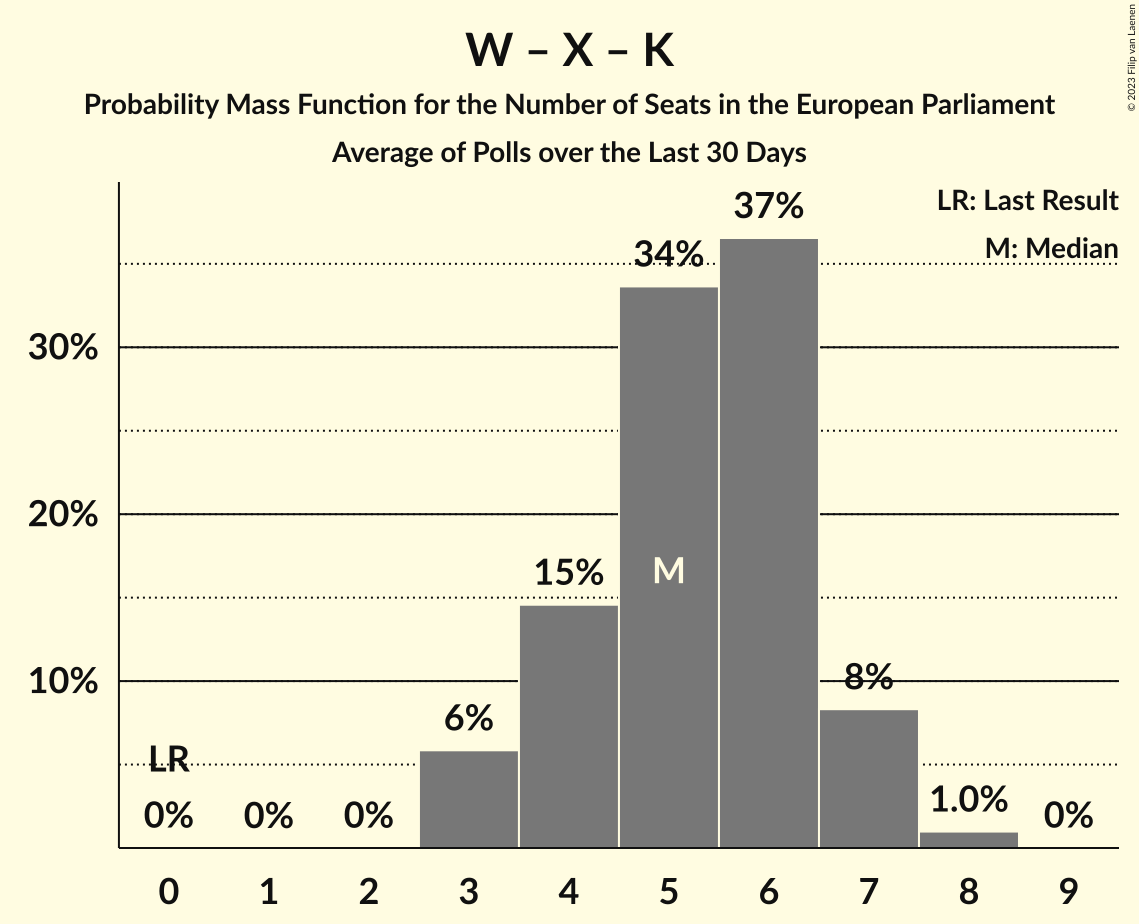 W – X – K
Probability Mass Function for the Number of Seats in the European Parliament
Average of Polls over the Last 30 Days
© 2023 Filip van Laenen
LR: Last Result
M: Median
37%
34%
30%
20%
M
15%
10%
8%
6%
LR
1.0%
0% 0% 0% 0%
0 1 2 3 4 5 6 7 8 9